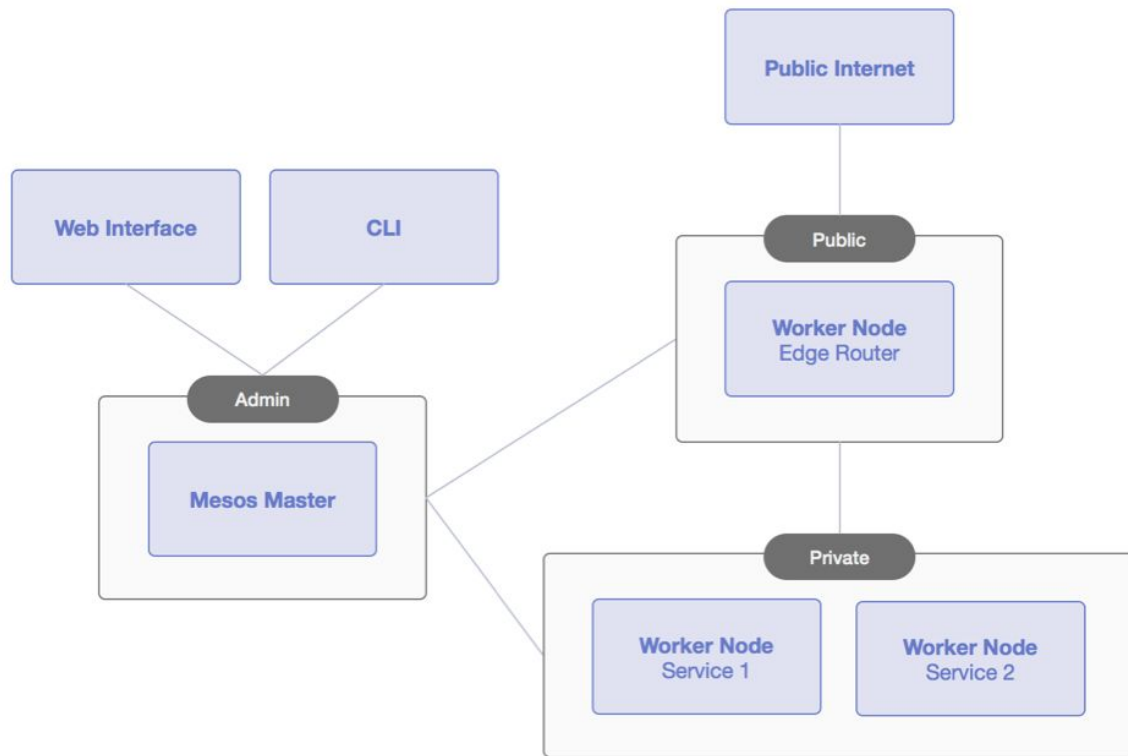 Public Internet
Web Interface
CLI
Public
Worker Node
Edge Router
Admin
Mesos Master
Private
Worker Node
Service 1
Worker Node
Service 2